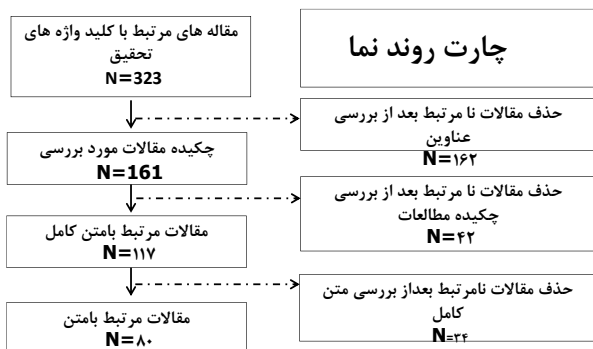 چارت روند نما
مقاله های مرتبط با کلید واژه های
تحقیق
N=323
حذف مقالات نا مرتبط بعد از بررسی
عناوین
N=۱۶۲
چکیده مقالات مورد بررسی
N=161
حذف مقالات نا مرتبط بعد از بررسی
چکیده مطالعات
N=۴۲
مقالات مرتبط بامتن کامل
N=۱۱۷
حذف مقالات نامرتبط بعداز بررسی متن
کامل
N=۳۴
مقالات مرتبط بامتن
N=۸۰